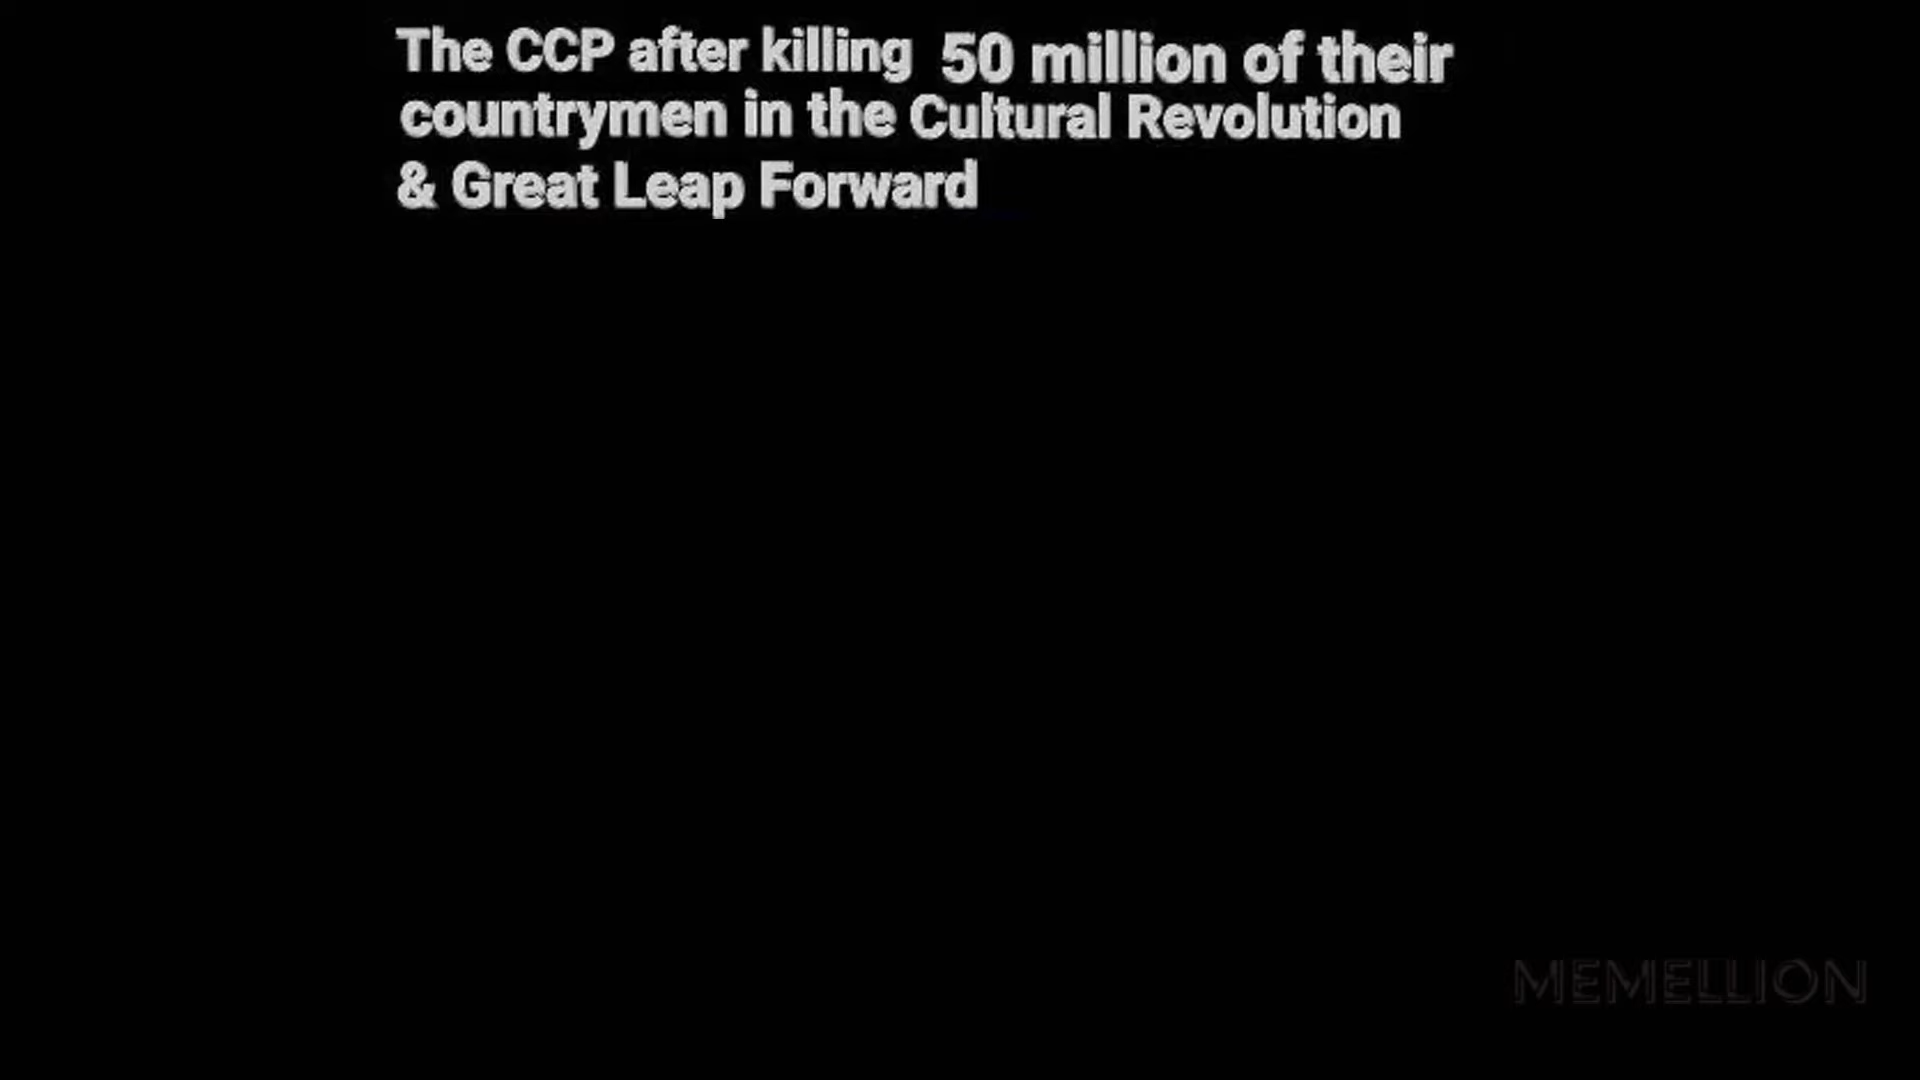 The CCP after killing 50 million of their
countrymen in the Cultural Revolution
& Great Leap Forward
MEMELLION